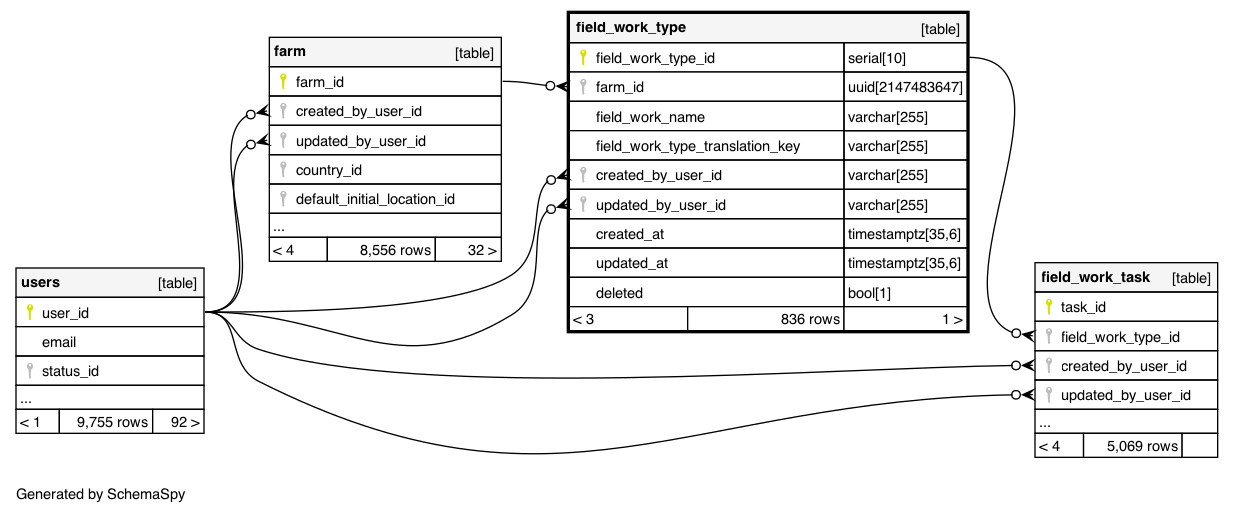 field_work_type [table]
field_work_type_id serial[10]
farm_id uuid[2147483647]
field_work_name varchar[255]
field_work_type_translation_key varchar[255]
created_by_user_id varchar[255]
updated_by_user_id varchar[255]
created_at timestamptz[35,6]
updated_at timestamptz[35,6]
deleted bool[1]
< 3 836 rows 1 >
farm [table]
farm_id
created_by_user_id
updated_by_user_id
country_id
default_initial_location_id
...
< 4 8,556 rows 32 >
users [table]
user_id
email
status_id
...
< 1 9,755 rows 92 >
field_work_task [table]
task_id
field_work_type_id
created_by_user_id
updated_by_user_id
...
< 4 5,069 rows
Generated by SchemaSpy